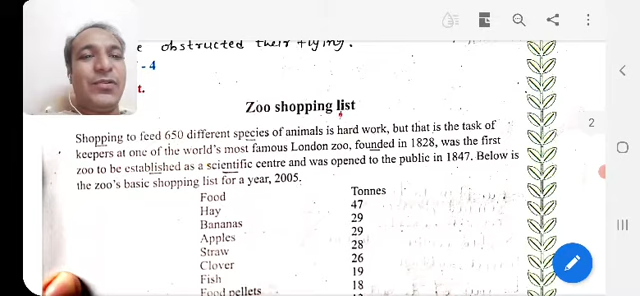 e obstructed their flying.
- 4
t.
Zoo shopping list
Shopping to feed 650 different species of animals is hard work, but that is the task of
keepers at one of the world's most famous London zoo, founded in 1828, was the first
zoo to be established as a scientific centre and was opened to the public in 1847. Below is
the zoo's basic shopping list for a year, 2005.
Food Tonnes
Hay 47
Bananas 29
Apples 29
Straw 28
Clover 26
Fish 19
Food pellets 18
2